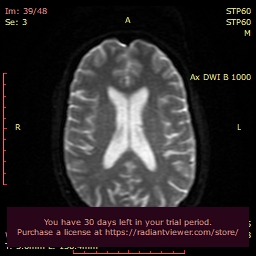 Im: 39/48
Se: 3
A
STP60
STP60
M
Ax DWI B 1000
R
L
You have 30 days left in your trial period.
Purchase a license at https://radiantviewer.com/store/